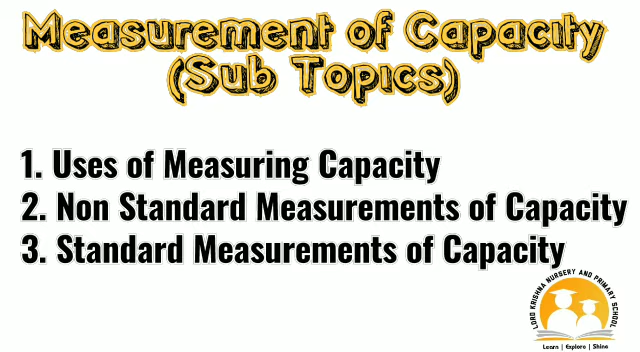 Measurement of Capacity
(Sub Topics)
1. Uses of Measuring Capacity
2. Non Standard Measurements of Capacity
3. Standard Measurements of Capacity
LORD KRISHNA NURSERY AND PRIMARY SCHOOL
Learn | Explore | Shine